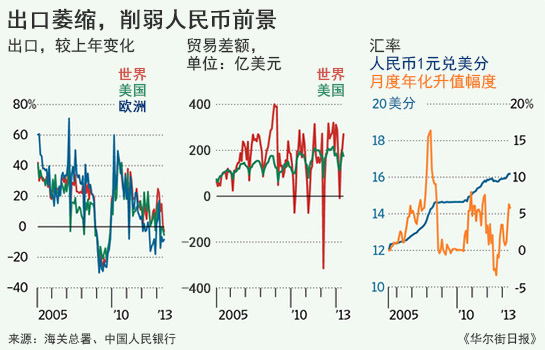 出口萎缩，削弱人民币前景
出口，较上年变化
世界
美国
欧洲
80%
60
40
20
0
−20
−40
2005
'10
'13
贸易差额，
单位：亿美元
世界
美国
400
200
0
−200
−400
2005
'10
'13
汇率
人民币1元兑美分
月度年化升值幅度
20 美分
18
16
14
12
10
20%
15
10
5
0
-5
2005
'10
'13
来源：海关总署、中国人民银行
《华尔街日报》